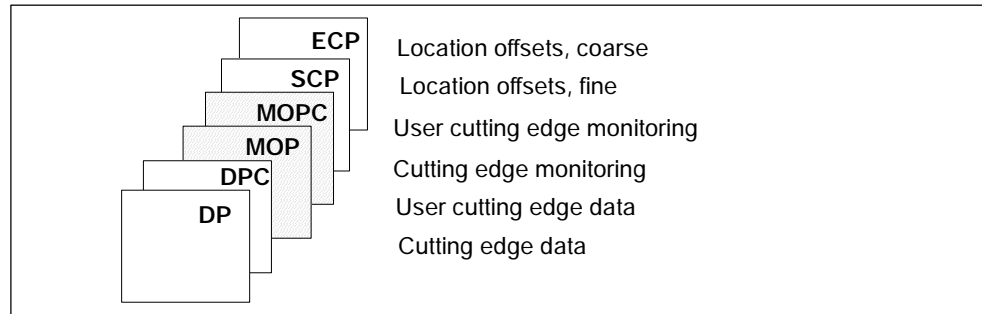 ECP Location offsets, coarse
SCP Location offsets, fine
MOPC User cutting edge monitoring
MOP Cutting edge monitoring
DPC User cutting edge data
DP Cutting edge data